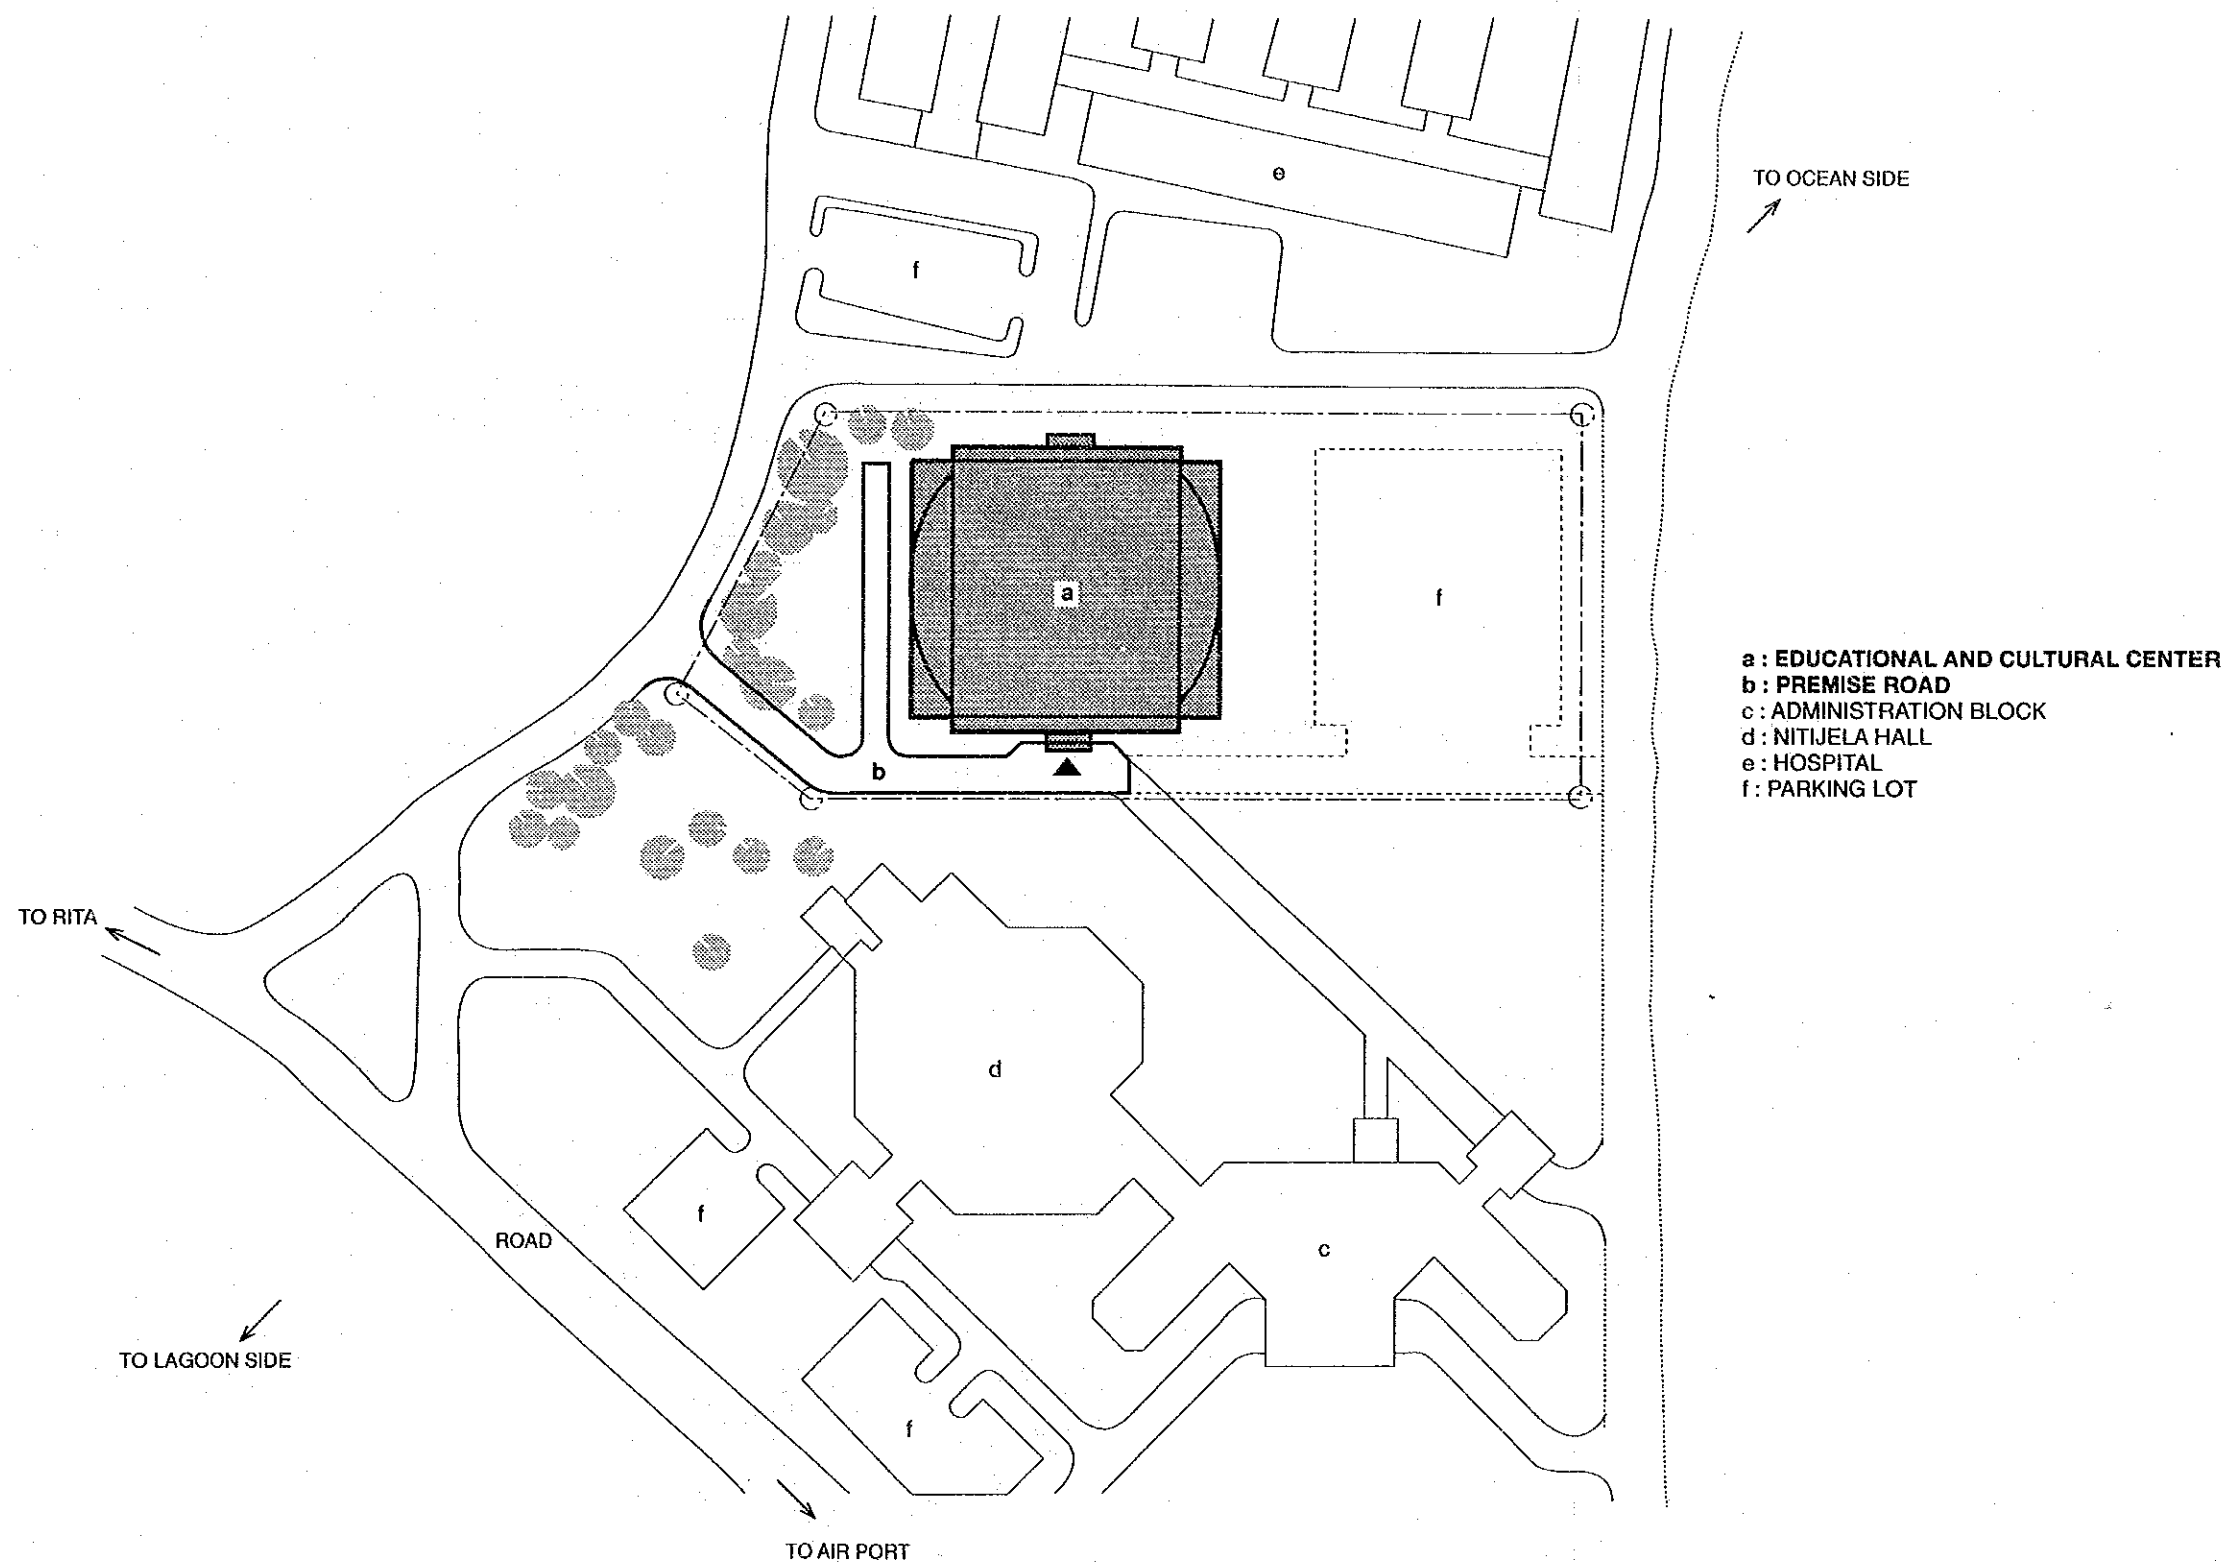 e
TO OCEAN SIDE
f
a
f
a : EDUCATIONAL AND CULTURAL CENTER
b : PREMISE ROAD
c : ADMINISTRATION BLOCK
d : NITIJELA HALL
e : HOSPITAL
f : PARKING LOT
b
TO RITA
d
f
ROAD
c
TO LAGOON SIDE
f
TO AIR PORT